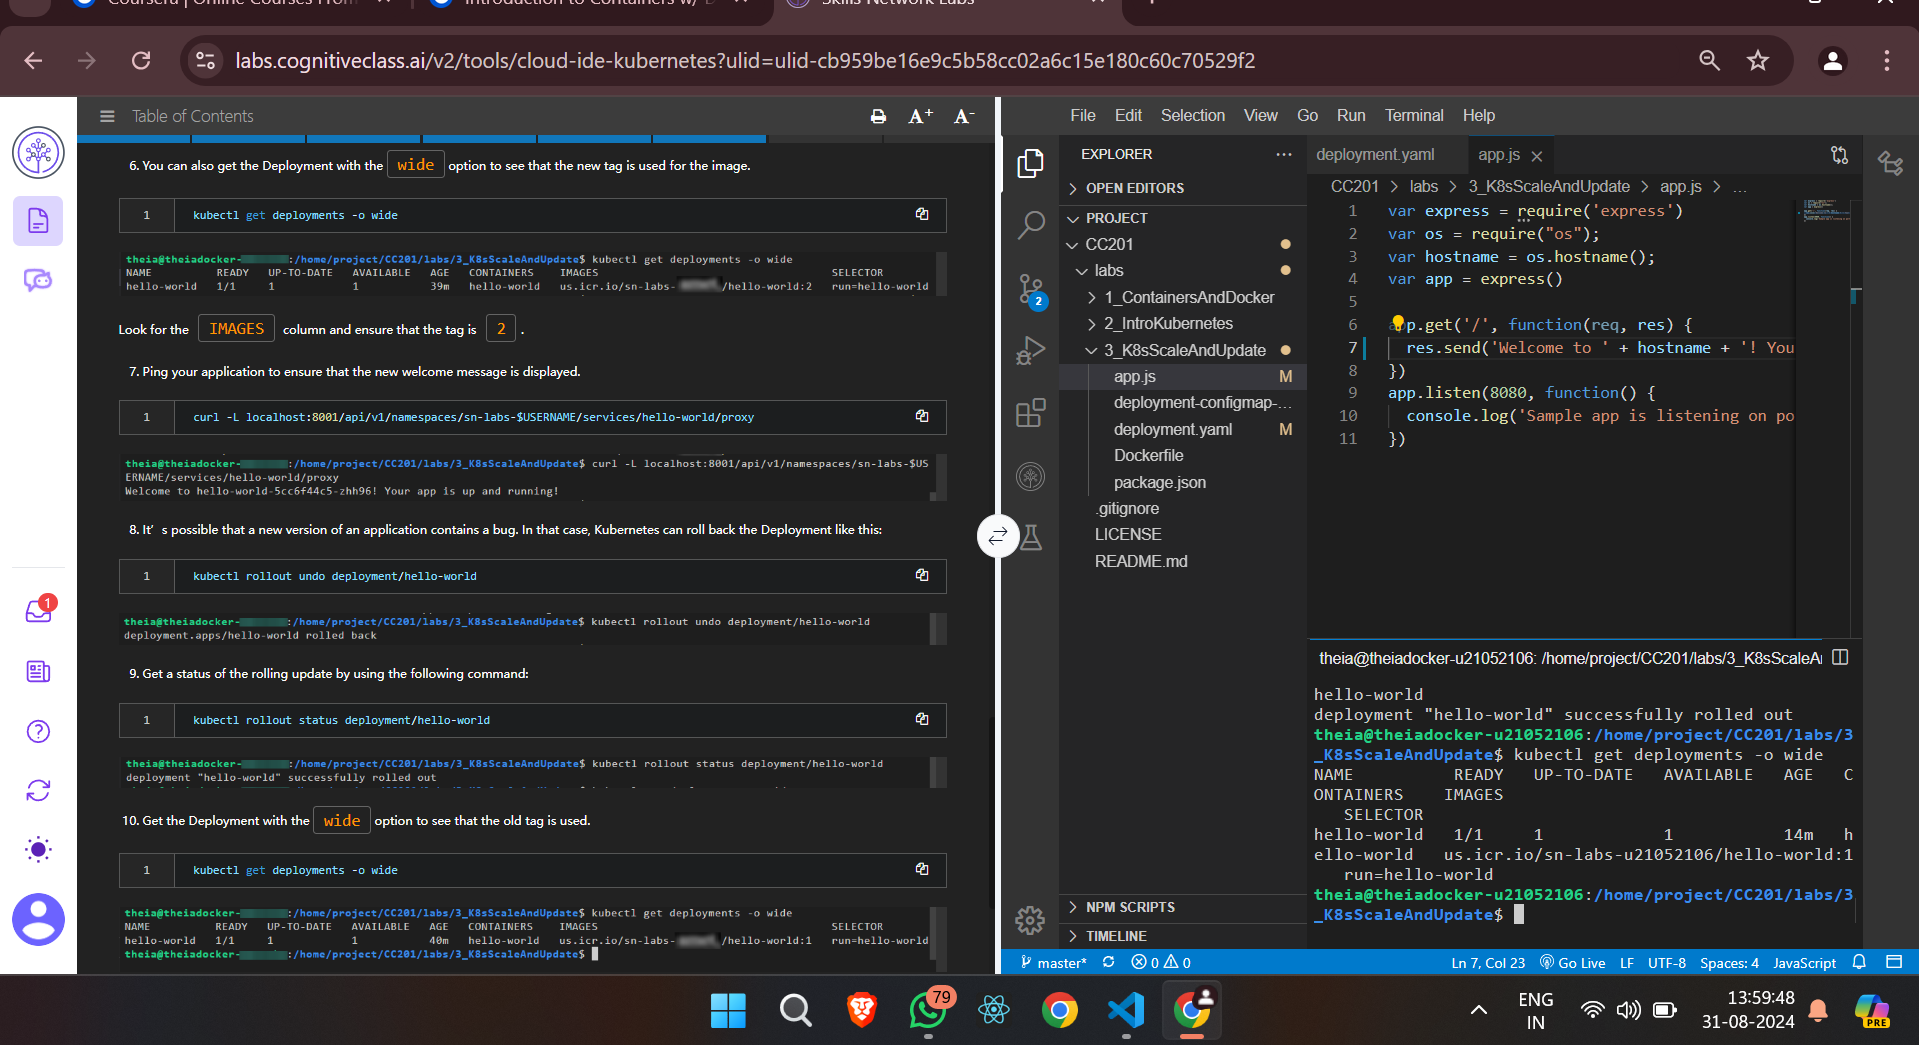 Coursera | Online Courses From
Introduction to Containers w/ D
Skills Network Labs
labs.cognitiveclass.ai/v2/tools/cloud-ide-kubernetes?ulid=ulid-cb959be16e9c5b58cc02a6c15e180c60c70529f2
Table of Contents
A+ A-
6. You can also get the Deployment with the wide option to see that the new tag is used for the image.
1 kubectl get deployments -o wide
theia@theiadocker- :/home/project/CC201/labs/3_K8sScaleAndUpdate$ kubectl get deployments -o wide
NAME READY UP-TO-DATE AVAILABLE AGE CONTAINERS IMAGES SELECTOR
hello-world 1/1 1 1 39m hello-world us.icr.io/sn-labs- /hello-world:2 run=hello-world
Look for the IMAGES column and ensure that the tag is 2 .
7. Ping your application to ensure that the new welcome message is displayed.
1 curl -L localhost:8001/api/v1/namespaces/sn-labs-$USERNAME/services/hello-world/proxy
theia@theiadocker- :/home/project/CC201/labs/3_K8sScaleAndUpdate$ curl -L localhost:8001/api/v1/namespaces/sn-labs-$US
ERNAME/services/hello-world/proxy
Welcome to hello-world-5cc6f44c5-zhh96! Your app is up and running!
8. It’s possible that a new version of an application contains a bug. In that case, Kubernetes can roll back the Deployment like this:
1 kubectl rollout undo deployment/hello-world
theia@theiadocker- :/home/project/CC201/labs/3_K8sScaleAndUpdate$ kubectl rollout undo deployment/hello-world
deployment.apps/hello-world rolled back
9. Get a status of the rolling update by using the following command:
1 kubectl rollout status deployment/hello-world
theia@theiadocker- :/home/project/CC201/labs/3_K8sScaleAndUpdate$ kubectl rollout status deployment/hello-world
deployment "hello-world" successfully rolled out
10. Get the Deployment with the wide option to see that the old tag is used.
1 kubectl get deployments -o wide
theia@theiadocker- :/home/project/CC201/labs/3_K8sScaleAndUpdate$ kubectl get deployments -o wide
NAME READY UP-TO-DATE AVAILABLE AGE CONTAINERS IMAGES SELECTOR
hello-world 1/1 1 1 40m hello-world us.icr.io/sn-labs- /hello-world:1 run=hello-world
theia@theiadocker- :/home/project/CC201/labs/3_K8sScaleAndUpdate$
1
File Edit Selection View Go Run Terminal Help
2
EXPLORER ...
OPEN EDITORS
PROJECT
CC201
labs
1_ContainersAndDocker
2_IntroKubernetes
3_K8sScaleAndUpdate
app.js M
deployment-configmap-...
deployment.yaml M
Dockerfile
package.json
.gitignore
LICENSE
README.md
NPM SCRIPTS
TIMELINE
deployment.yaml app.js
CC201 > labs > 3_K8sScaleAndUpdate > app.js > ...
1 var express = require('express')
2 var os = require("os");
3 var hostname = os.hostname();
4 var app = express()
5
6 app.get('/', function(req, res) {
7 res.send('Welcome to ' + hostname + '! You
8 })
9 app.listen(8080, function() {
10 console.log('Sample app is listening on po
11 })
theia@theiadocker-u21052106: /home/project/CC201/labs/3_K8sScaleA
hello-world
deployment "hello-world" successfully rolled out
theia@theiadocker-u21052106:/home/project/CC201/labs/3
_K8sScaleAndUpdate$ kubectl get deployments -o wide
NAME READY UP-TO-DATE AVAILABLE AGE C
ONTAINERS IMAGES
SELECTOR
hello-world 1/1 1 1 14m h
ello-world us.icr.io/sn-labs-u21052106/hello-world:1
run=hello-world
theia@theiadocker-u21052106:/home/project/CC201/labs/3
_K8sScaleAndUpdate$
master* 0 0 Ln 7, Col 23 Go Live LF UTF-8 Spaces: 4 JavaScript
79
ENG
IN
13:59:48
31-08-2024
PRE